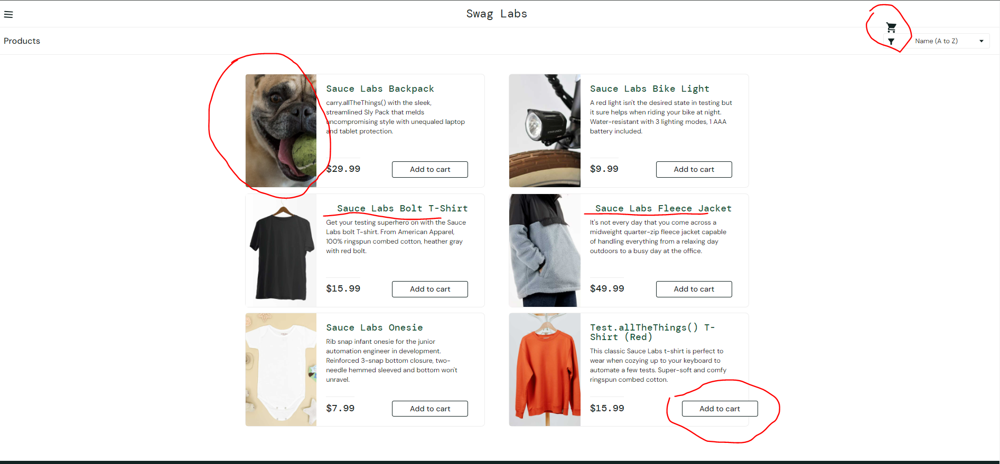 Swag Labs
Products
Name (A to Z)
Sauce Labs Backpack
carry.allTheThings() with the sleek,
streamlined Sly Pack that melds
uncompromising style with unequaled laptop
and tablet protection.
$29.99
Add to cart
Sauce Labs Bike Light
A red light isn't the desired state in testing but
it sure helps when riding your bike at night.
Water-resistant with 3 lighting modes, 1 AAA
battery included.
$9.99
Add to cart
Sauce Labs Bolt T-Shirt
Get your testing superhero on with the Sauce
Labs bolt T-shirt. From American Apparel,
100% ringspun combed cotton, heather gray
with red bolt.
$15.99
Add to cart
Sauce Labs Fleece Jacket
It's not every day that you come across a
midweight quarter-zip fleece jacket capable
of handling everything from a relaxing day
outdoors to a busy day at the office.
$49.99
Add to cart
Sauce Labs Onesie
Rib snap infant onesie for the junior
automation engineer in development.
Reinforced 3-snap bottom closure, two-
needle hemmed sleeved and bottom won't
unravel.
$7.99
Add to cart
Test.allTheThings() T-
Shirt (Red)
This classic Sauce Labs t-shirt is perfect to
wear when cozying up to your keyboard to
automate a few tests. Super-soft and comfy
ringspun combed cotton.
$15.99
Add to cart